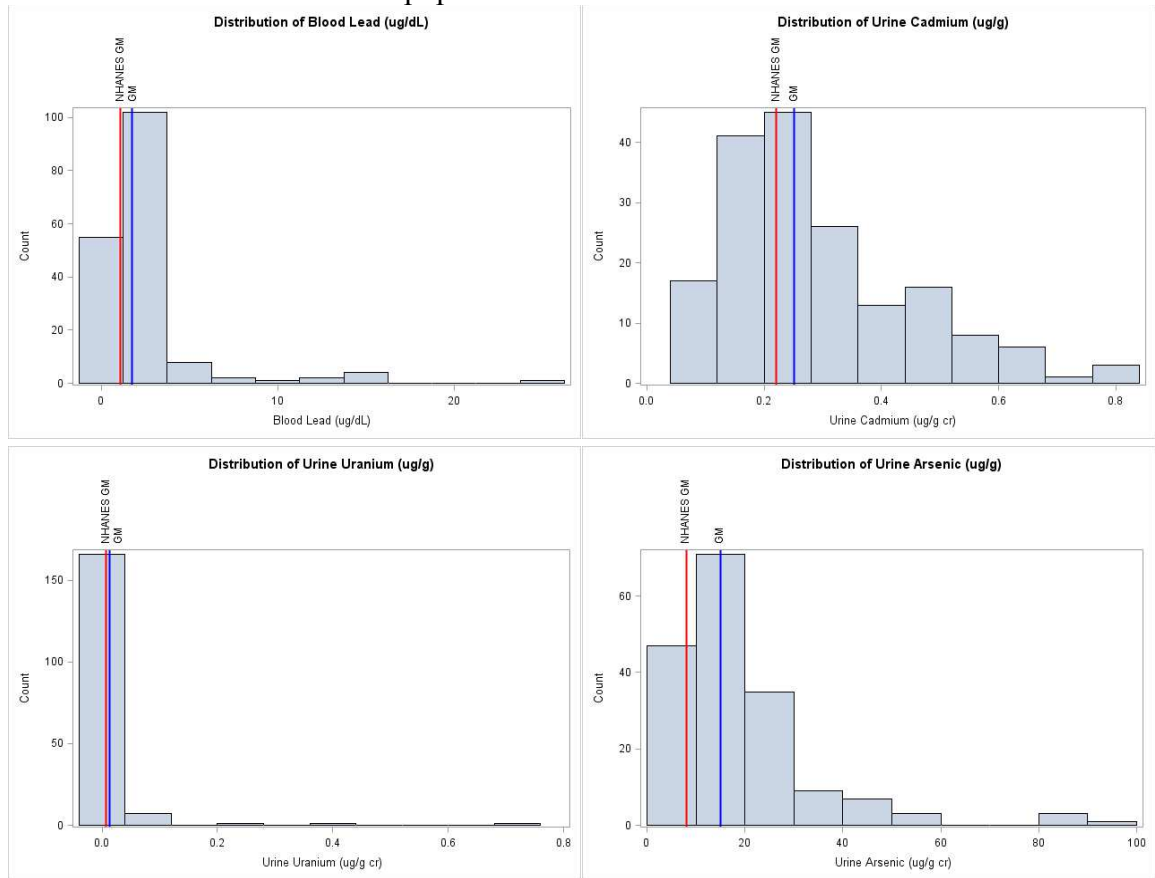 Distribution of Blood Lead (ug/dL)
NHANES GM
GM
100
80
60
40
20
0
Count
0 10 20
Blood Lead (ug/dL)
Distribution of Urine Cadmium (ug/g)
NHANES GM
GM
40
30
20
10
0
Count
0.0 0.2 0.4 0.6 0.8
Urine Cadmium (ug/g cr)
Distribution of Urine Uranium (ug/g)
NHANES GM
GM
150
100
50
0
Count
0.0 0.2 0.4 0.6 0.8
Urine Uranium (ug/g cr)
Distribution of Urine Arsenic (ug/g)
NHANES GM
GM
60
40
20
0
Count
0 20 40 60 80 100
Urine Arsenic (ug/g cr)